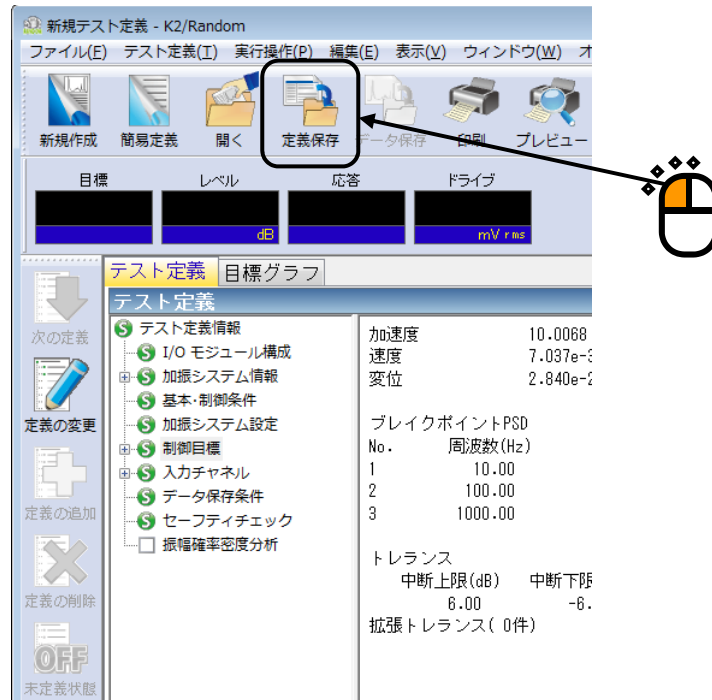 新規テスト定義 - K2/Random
ファイル(F) テスト定義(T) 実行操作(P) 編集(E) 表示(V) ウィンドウ(W) オ
新規作成 簡易定義 開く 定義保存 データ保存 印刷 プレビュー
目標 レベル 応答 ドライブ
dB mV rms
テスト定義 目標グラフ
テスト定義
次の定義
定義の変更
定義の追加
定義の削除
OFF
未定義状態
テスト定義情報
I/O モジュール構成
加振システム情報
基本・制御条件
加振システム設定
制御目標
入力チャネル
データ保存条件
セーフティチェック
振幅確率密度分析
加速度 10.0068
速度 7.037e-3
変位 2.840e-2
ブレイクポイントPSD
No. 周波数(Hz)
1 10.00
2 100.00
3 1000.00
トレランス
中断上限(dB) 中断下限
6.00 -6.
拡張トレランス( 0件)